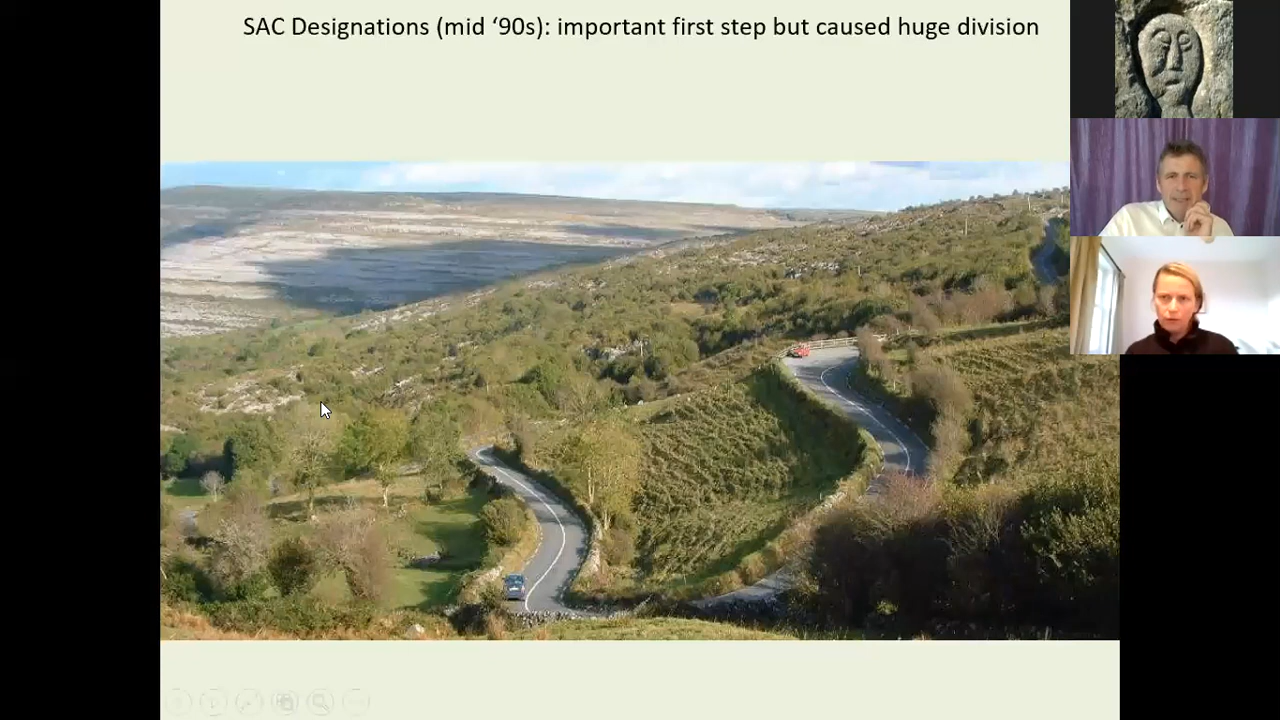 SAC Designations (mid ‘90s): important first step but caused huge division